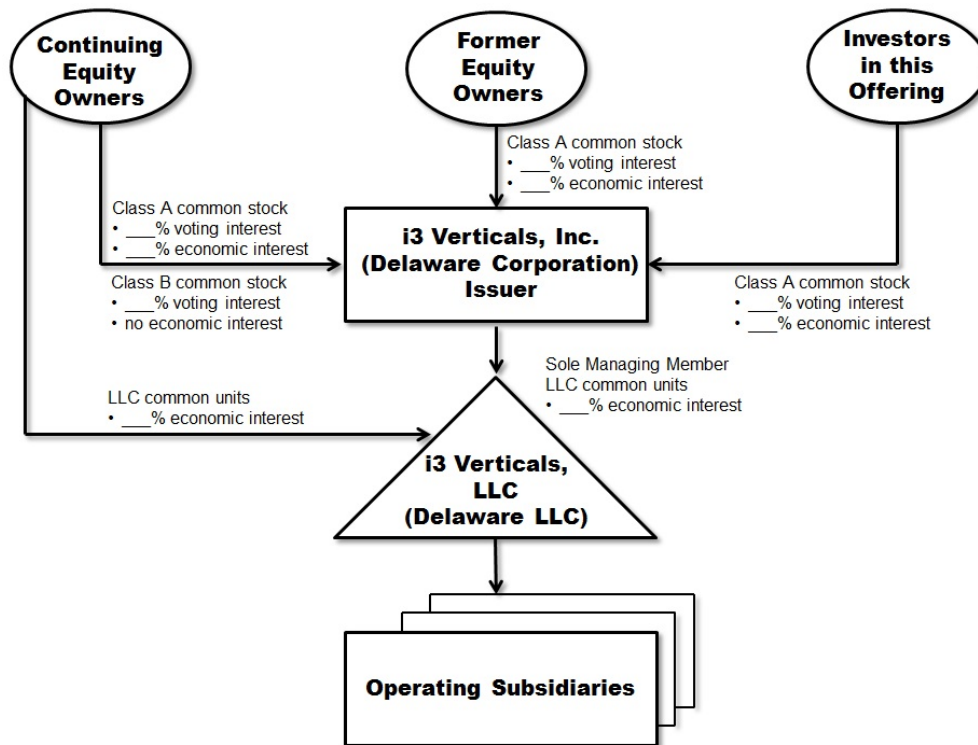 Continuing
Equity
Owners
Former
Equity
Owners
Investors
in this
Offering
Class A common stock
• ___% voting interest
• ___% economic interest
Class A common stock
• ___% voting interest
• ___% economic interest
Class B common stock
• ___% voting interest
• no economic interest
i3 Verticals, Inc.
(Delaware Corporation)
Issuer
Class A common stock
• ___% voting interest
• ___% economic interest
Sole Managing Member
LLC common units
• ___% economic interest
LLC common units
• ___% economic interest
i3 Verticals,
LLC
(Delaware LLC)
Operating Subsidiaries